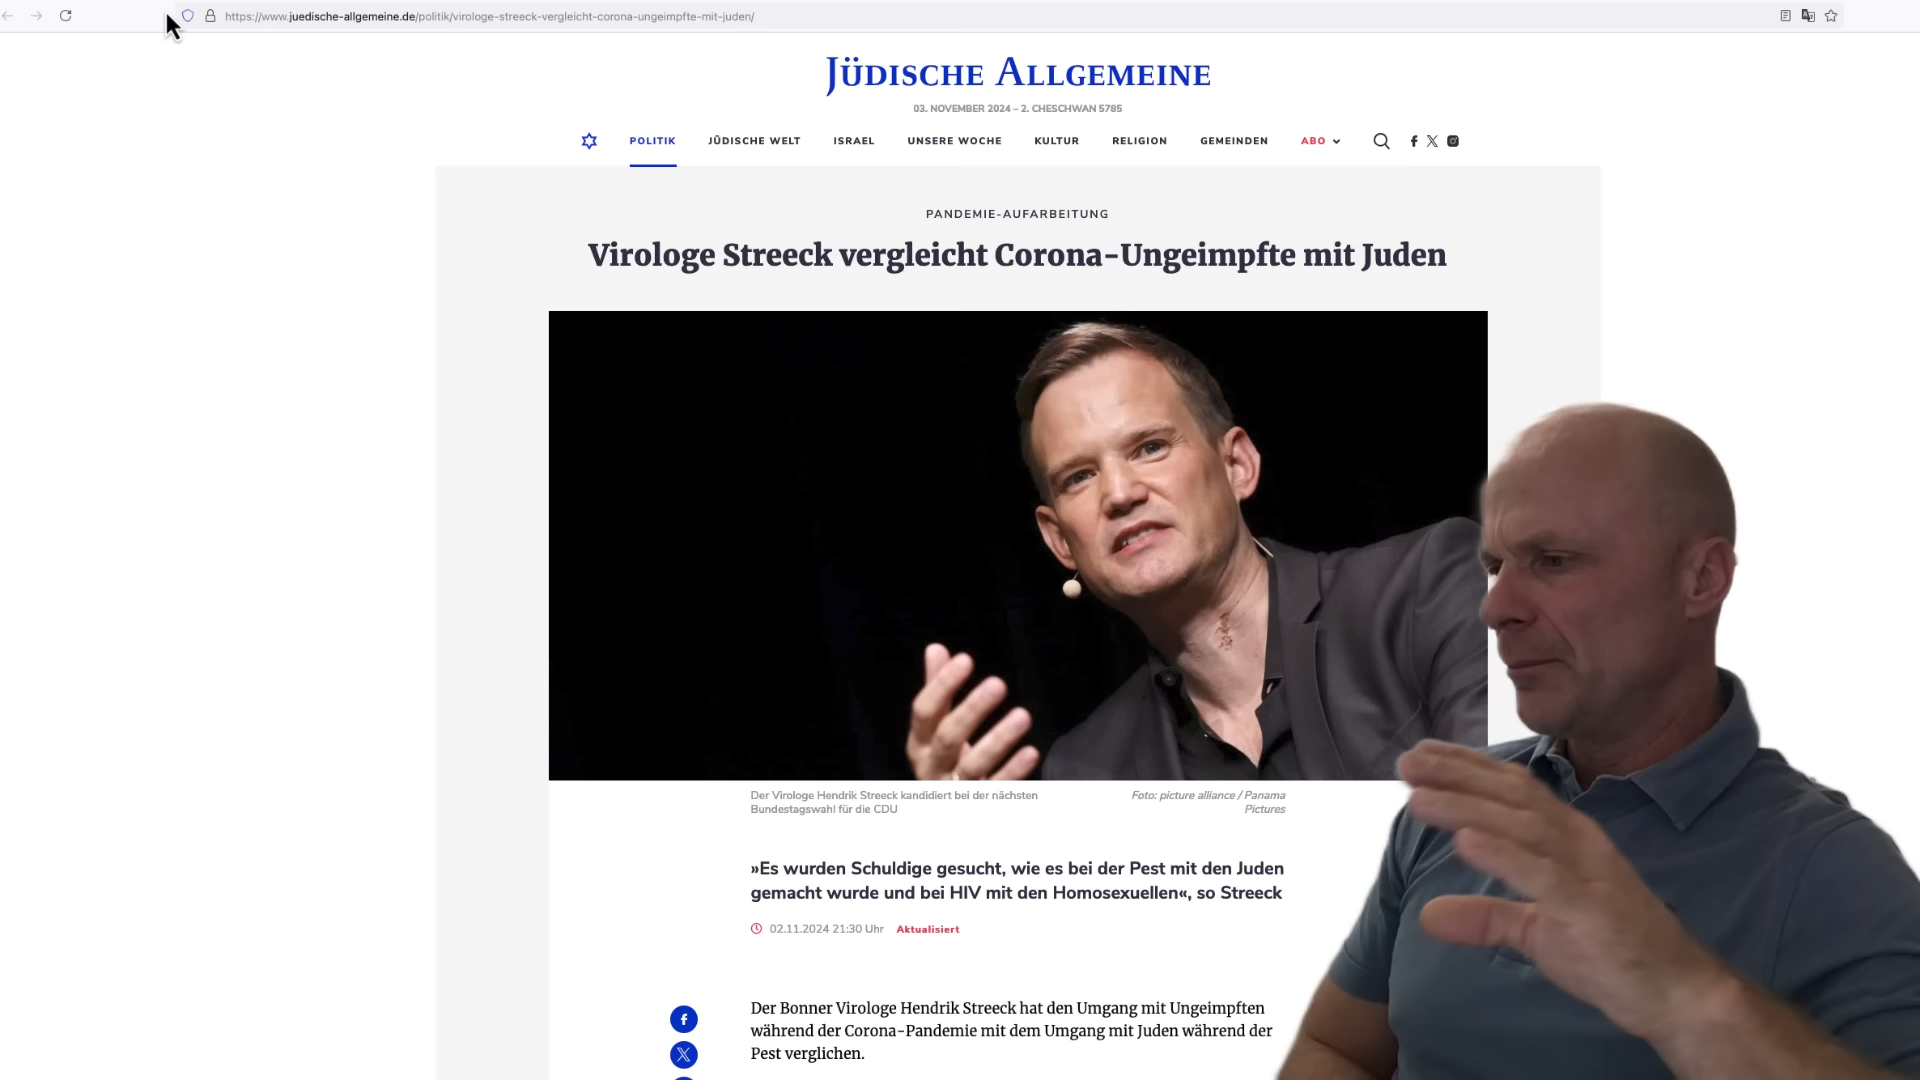 https://www.juedische-allgemeine.de/politik/virologe-streeck-vergleicht-corona-ungeimpfte-mit-juden/
JÜDISCHE ALLGEMEINE
03. NOVEMBER 2024 – 2. CHESCHWAN 5785
POLITIK JÜDISCHE WELT ISRAEL UNSERE WOCHE KULTUR RELIGION GEMEINDEN ABO
PANDEMIE-AUFARBEITUNG
Virologe Streeck vergleicht Corona-Ungeimpfte mit Juden
Der Virologe Hendrik Streeck kandidiert bei der nächsten
Bundestagswahl für die CDU
Foto: picture alliance / Panama
Pictures
»Es wurden Schuldige gesucht, wie es bei der Pest mit den Juden
gemacht wurde und bei HIV mit den Homosexuellen«, so Streeck
02.11.2024 21:30 Uhr Aktualisiert
Der Bonner Virologe Hendrik Streeck hat den Umgang mit Ungeimpften
während der Corona-Pandemie mit dem Umgang mit Juden während der
Pest verglichen.